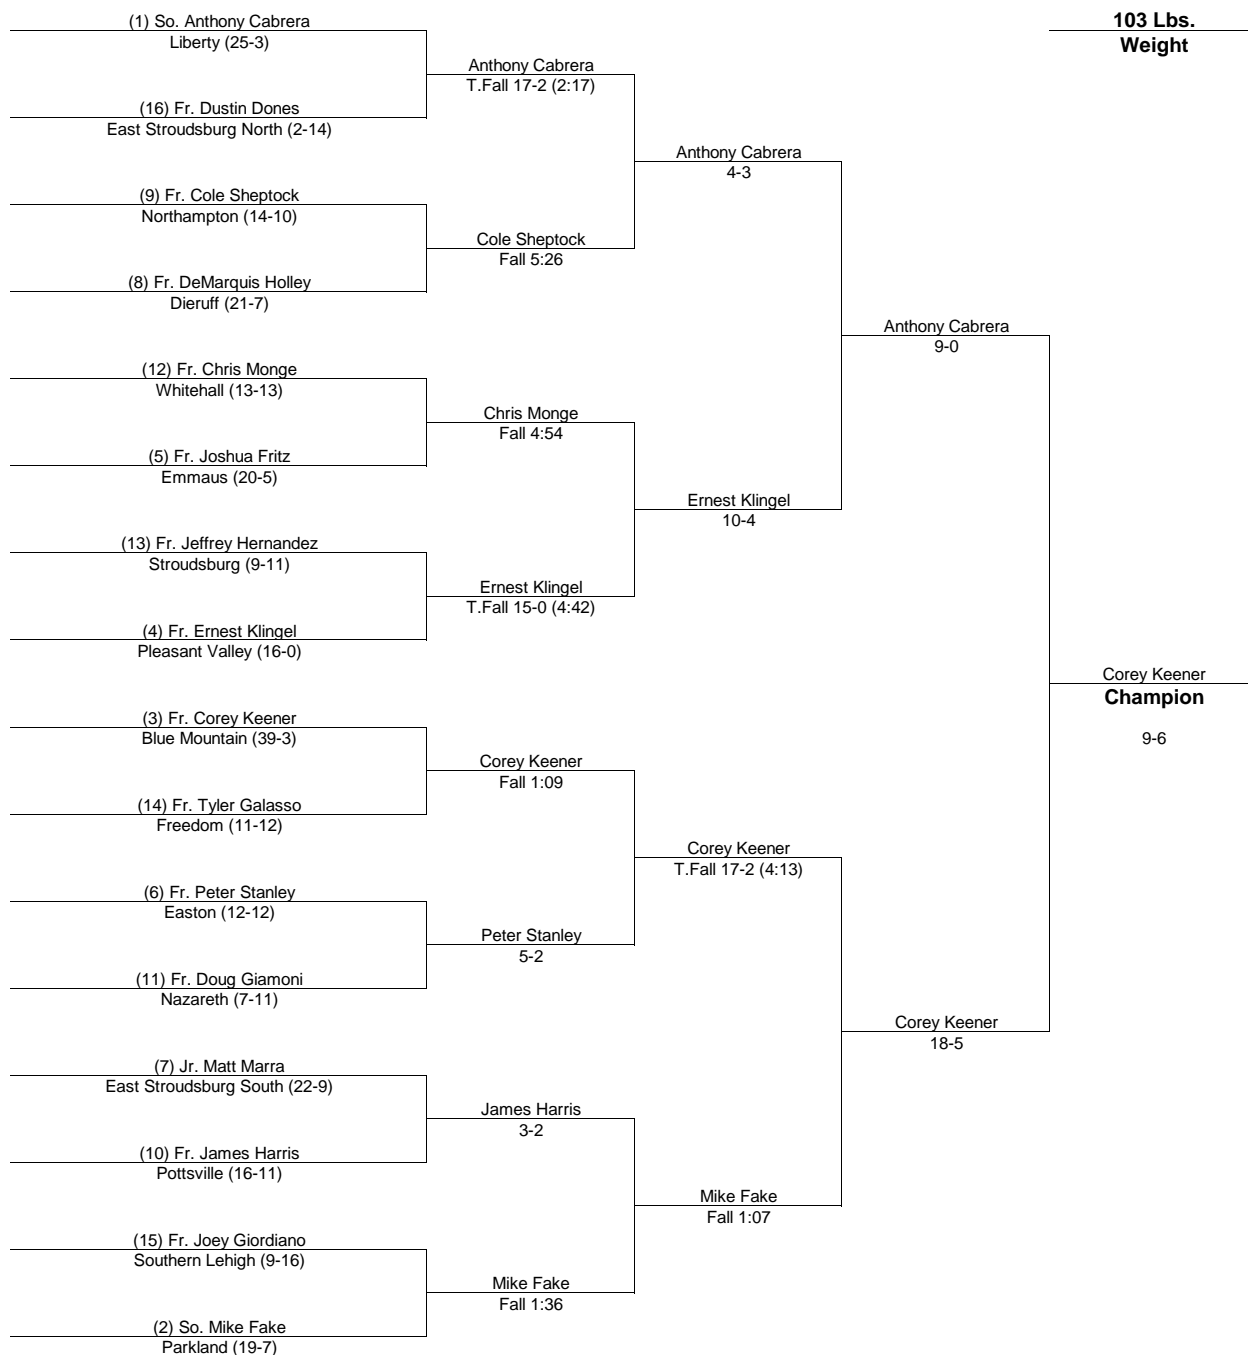 103 Lbs.
Weight
(1) So. Anthony Cabrera
Liberty (25-3)
Anthony Cabrera
T.Fall 17-2 (2:17)
(16) Fr. Dustin Dones
East Stroudsburg North (2-14)
Anthony Cabrera
4-3
(9) Fr. Cole Sheptock
Northampton (14-10)
Cole Sheptock
Fall 5:26
(8) Fr. DeMarquis Holley
Dieruff (21-7)
Anthony Cabrera
9-0
(12) Fr. Chris Monge
Whitehall (13-13)
Chris Monge
Fall 4:54
(5) Fr. Joshua Fritz
Emmaus (20-5)
Ernest Klingel
10-4
(13) Fr. Jeffrey Hernandez
Stroudsburg (9-11)
Ernest Klingel
T.Fall 15-0 (4:42)
(4) Fr. Ernest Klingel
Pleasant Valley (16-0)
Corey Keener
Champion
9-6
(3) Fr. Corey Keener
Blue Mountain (39-3)
Corey Keener
Fall 1:09
(14) Fr. Tyler Galasso
Freedom (11-12)
Corey Keener
T.Fall 17-2 (4:13)
(6) Fr. Peter Stanley
Easton (12-12)
Peter Stanley
5-2
(11) Fr. Doug Giamoni
Nazareth (7-11)
Corey Keener
18-5
(7) Jr. Matt Marra
East Stroudsburg South (22-9)
James Harris
3-2
(10) Fr. James Harris
Pottsville (16-11)
Mike Fake
Fall 1:07
(15) Fr. Joey Giordiano
Southern Lehigh (9-16)
Mike Fake
Fall 1:36
(2) So. Mike Fake
Parkland (19-7)